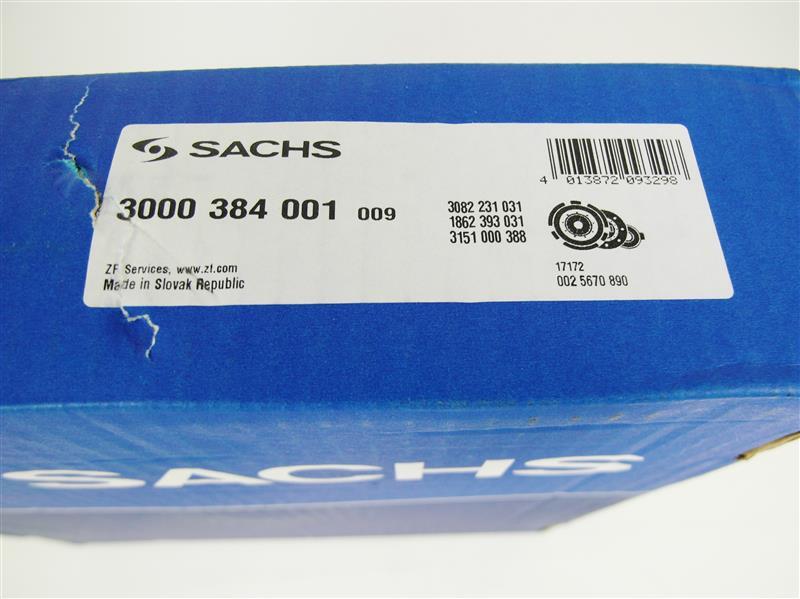 SACHS
3000 384 001 009
3082 231 031
1862 393 031
3151 000 388
4 013872 093298
17172
002 5670 890
ZF Services, www.zf.com
Made in Slovak Republic
SACHS